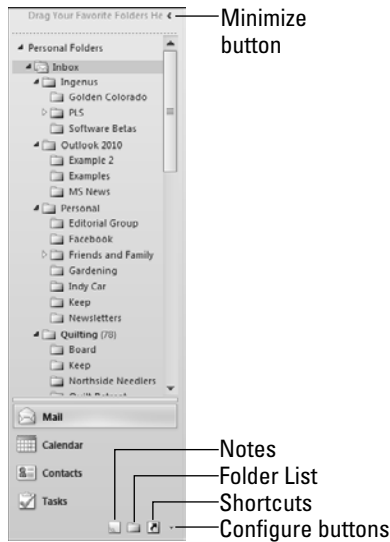 Drag Your Favorite Folders He
Minimize
button
Personal Folders
Inbox
Ingenus
Golden Colorado
PLS
Software Betas
Outlook 2010
Example 2
Examples
MS News
Personal
Editorial Group
Facebook
Friends and Family
Gardening
Indy Car
Keep
Newsletters
Quilting (78)
Board
Keep
Northside Needlers
Mail
Calendar
Contacts
Tasks
Notes
Folder List
Shortcuts
Configure buttons